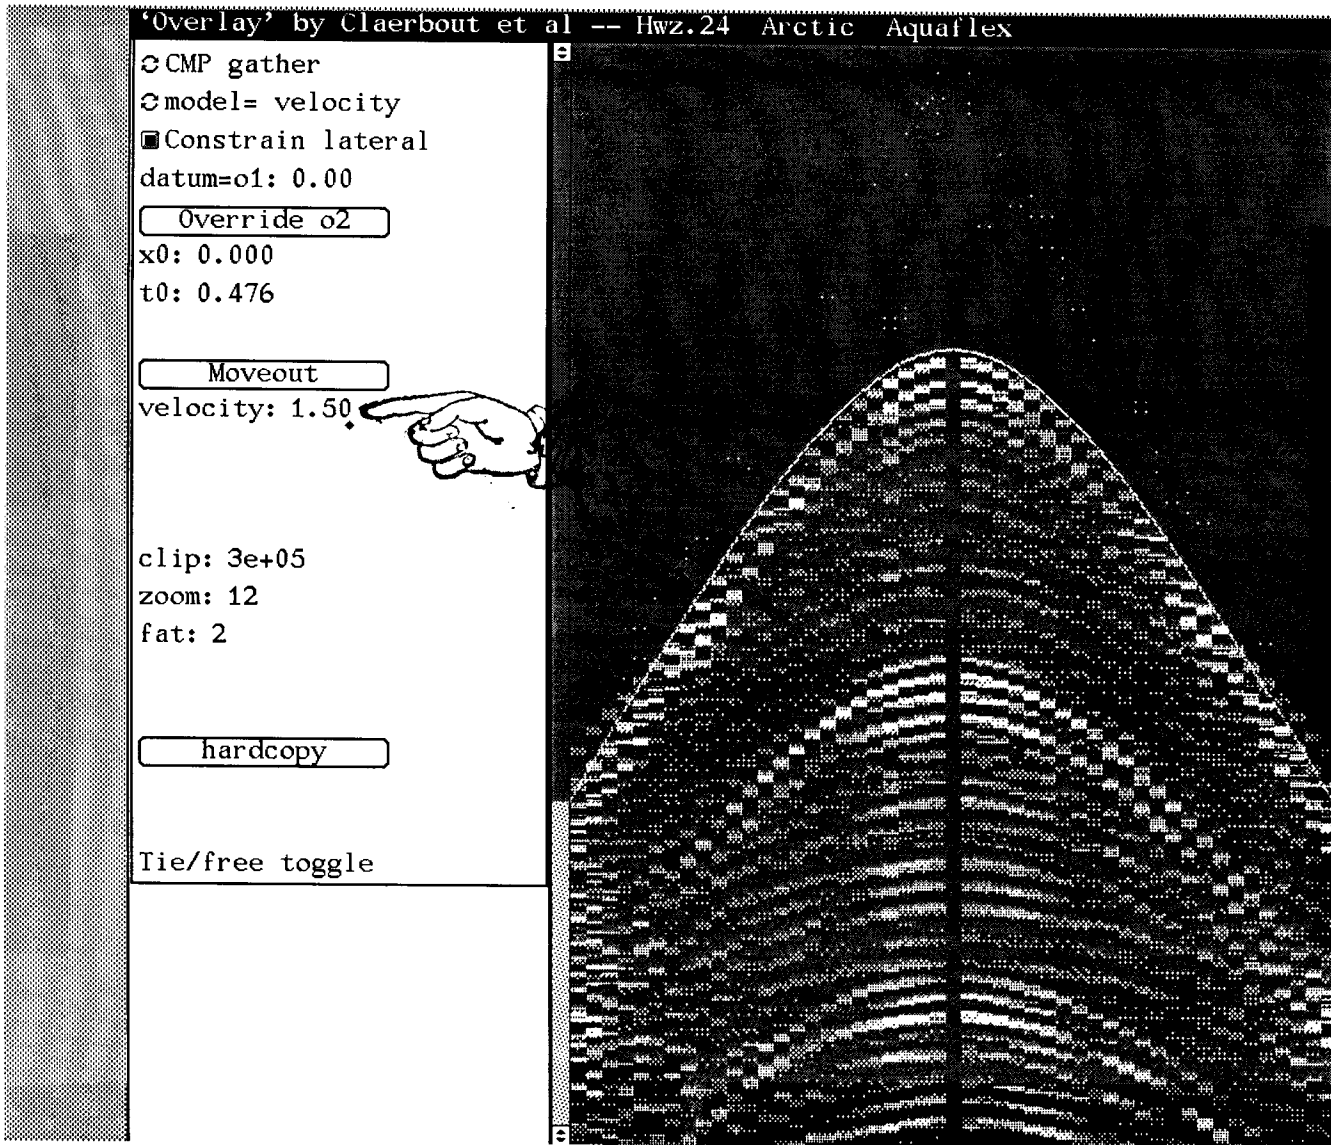 ‘Overlay’ by Claerbout et al -- Hwz.24 Arctic Aquaflex
CMP gather
model= velocity
Constrain lateral
datum=o1: 0.00
Override o2
x0: 0.000
t0: 0.476
Moveout
velocity: 1.50
clip: 3e+05
zoom: 12
fat: 2
hardcopy
Tie/free toggle